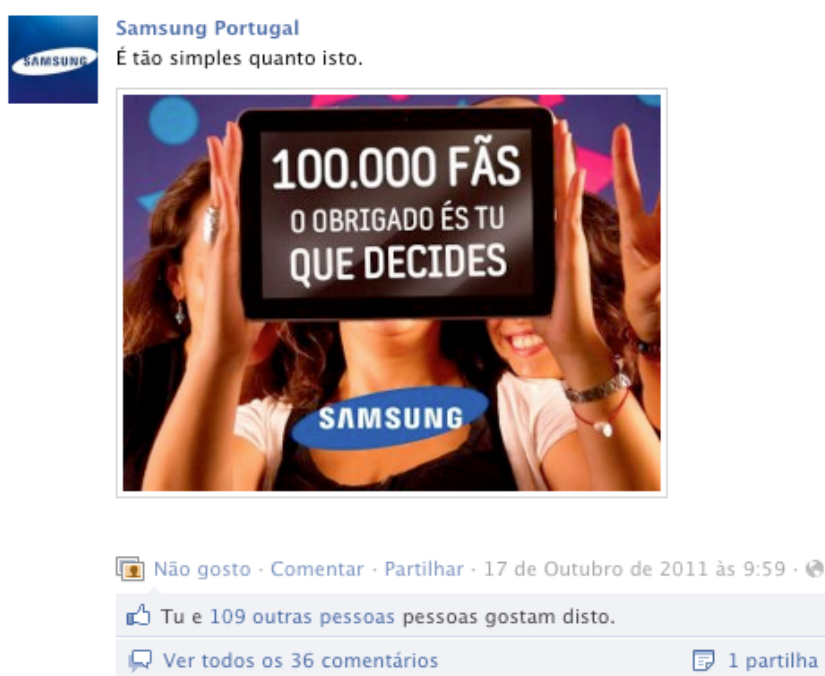 SAMSUNG
Samsung Portugal
É tão simples quanto isto.
100.000 FÃS
O OBRIGADO ÉS TU
QUE DECIDES
SAMSUNG
Não gosto · Comentar · Partilhar · 17 de Outubro de 2011 às 9:59 ·
Tu e 109 outras pessoas pessoas gostam disto.
Ver todos os 36 comentários
1 partilha